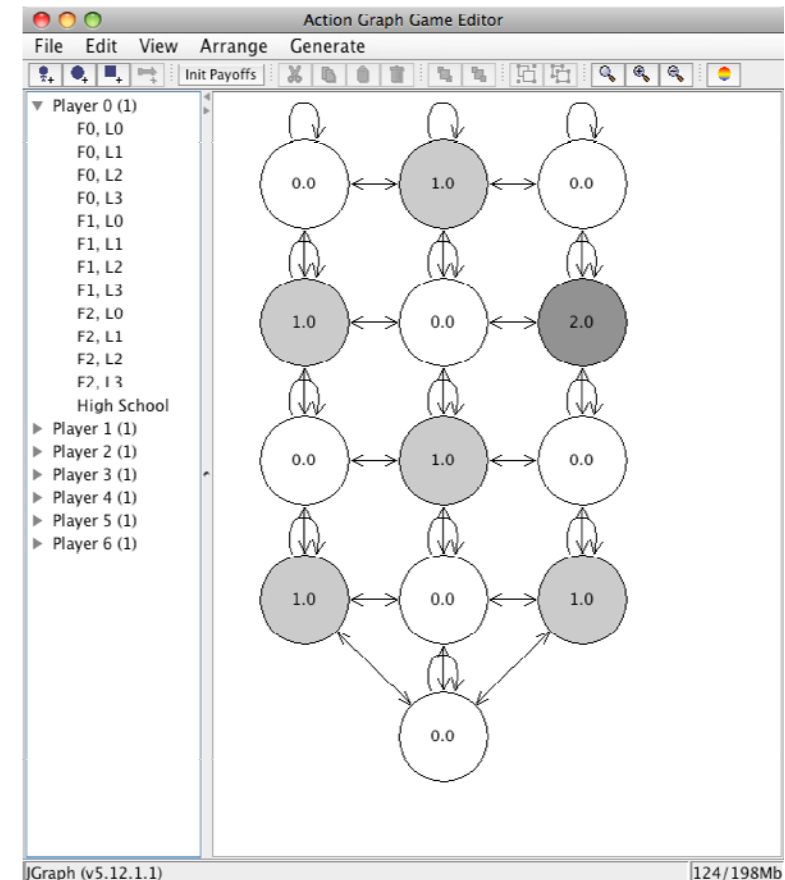 Action Graph Game Editor
File Edit View Arrange Generate
Init Payoffs
Player 0 (1)
F0, L0
F0, L1
F0, L2
F0, L3
F1, L0
F1, L1
F1, L2
F1, L3
F2, L0
F2, L1
F2, L2
F2, L3
High School
Player 1 (1)
Player 2 (1)
Player 3 (1)
Player 4 (1)
Player 5 (1)
Player 6 (1)
0.0 1.0 0.0
1.0 0.0 2.0
0.0 1.0 0.0
1.0 0.0 1.0
0.0
JGraph (v5.12.1.1) 124/198Mb